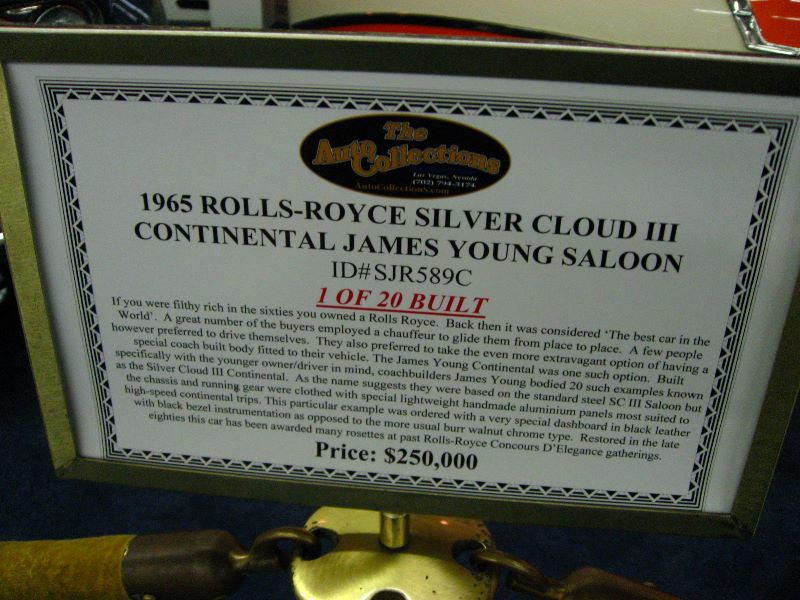 The
Auto Collections
Las Vegas, Nevada
(702) 794-3174
AutoCollections.com
1965 ROLLS-ROYCE SILVER CLOUD III
CONTINENTAL JAMES YOUNG SALOON
ID#SJR589C
1 OF 20 BUILT
If you were filthy rich in the sixties you owned a Rolls Royce. Back then it was considered 'The best car in the
World'. A great number of the buyers employed a chauffeur to glide them from place to place. A few people
however preferred to drive themselves. They also preferred to take the even more extravagant option of having a
special coach built body fitted to their vehicle. The James Young Continental was one such option. Built
specifically with the younger owner/driver in mind, coachbuilders James Young bodied 20 such examples known
as the Silver Cloud III Continental. As the name suggests they were based on the standard steel SC III Saloon but
the chassis and running gear were clothed with special lightweight handmade aluminium panels most suited to
high-speed continental trips. This particular example was ordered with a very special dashboard in black leather
with black bezel instrumentation as opposed to the more usual burr walnut chrome type. Restored in the late
eighties this car has been awarded many rosettes at past Rolls-Royce Concours D'Elegance gatherings.
Price: $250,000